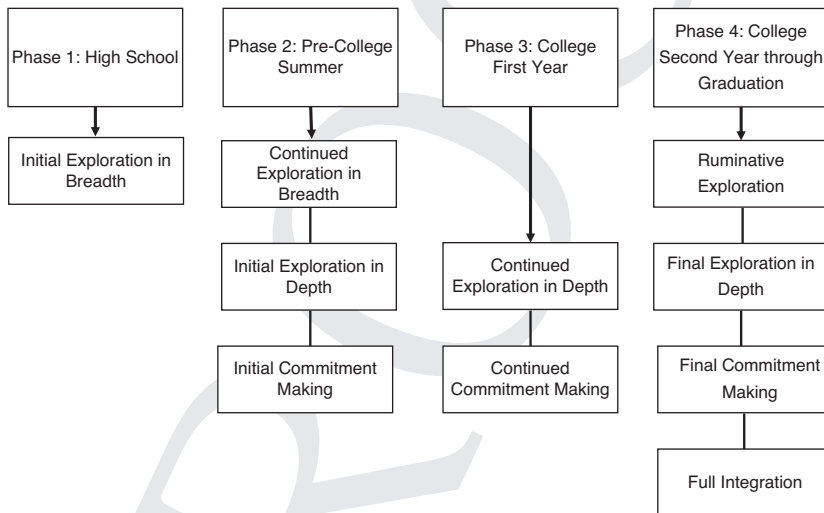 Phase 1: High School
Phase 2: Pre-College
Summer
Phase 3: College
First Year
Phase 4: College
Second Year through
Graduation
Initial Exploration in
Breadth
Continued
Exploration in
Breadth
Ruminative
Exploration
Initial Exploration in
Depth
Continued
Exploration in Depth
Final Exploration in
Depth
Initial Commitment
Making
Continued
Commitment Making
Final Commitment
Making
Full Integration